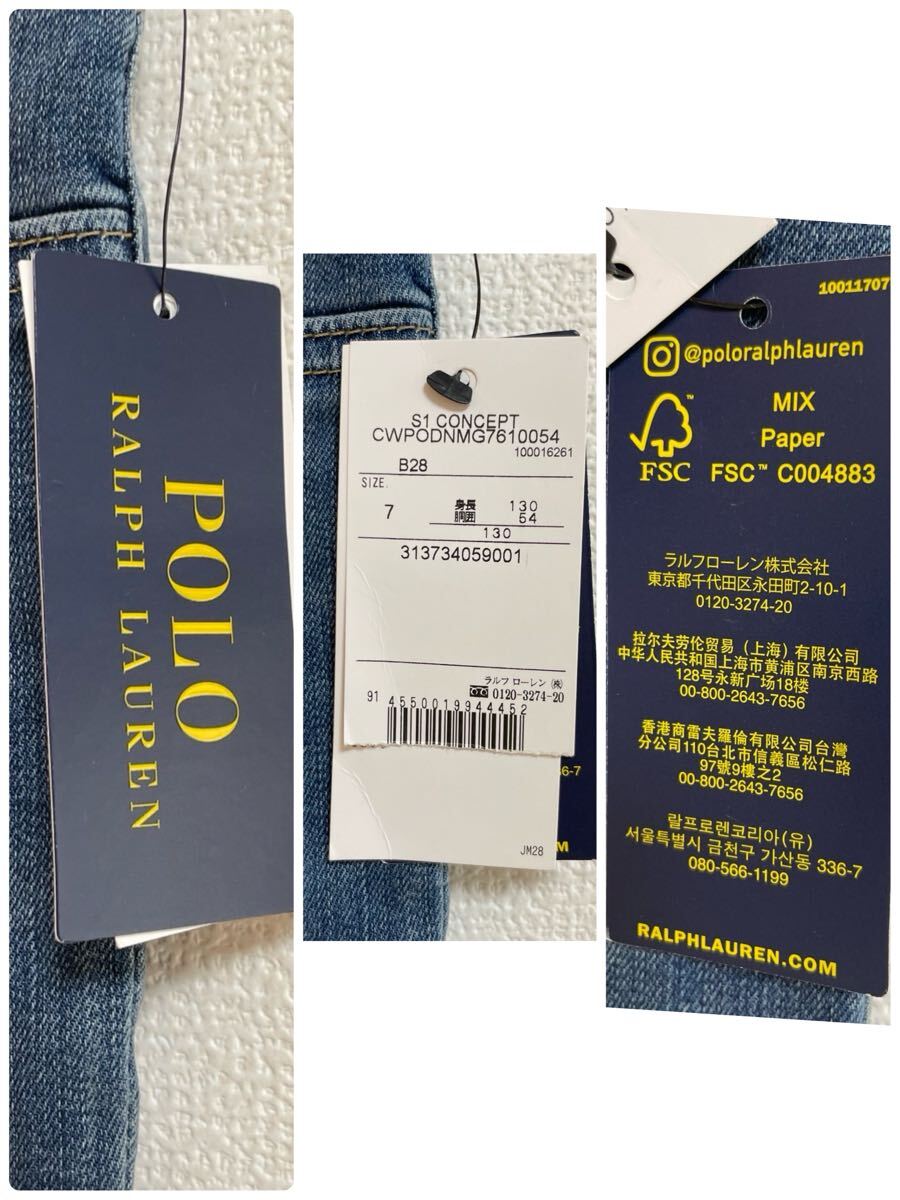 POLO
RALPH LAUREN
S1 CONCEPT
CWPODNMG7610054
100016261
B28
SIZE.
7 身長 130
胴囲 54
130
313734059001
ラルフ ローレン ㈱
0120-3274-20
91 4550019944452
6-7
M
JM28
10011707
@poloralphlauren
MIX
Paper
FSC™ C004883
FSC
ラルフローレン株式会社
東京都千代田区永田町2-10-1
0120-3274-20
拉尔夫劳伦贸易（上海）有限公司
中华人民共和国上海市黄浦区南京西路
128号永新广场18楼
00-800-2643-7656
香港商雷夫羅倫有限公司台灣
分公司110台北市信義區松仁路
97號9樓之2
00-800-2643-7656
랄프로렌코리아(유)
서울특별시 금천구 가산동 336-7
080-566-1199
RALPHLAUREN.COM